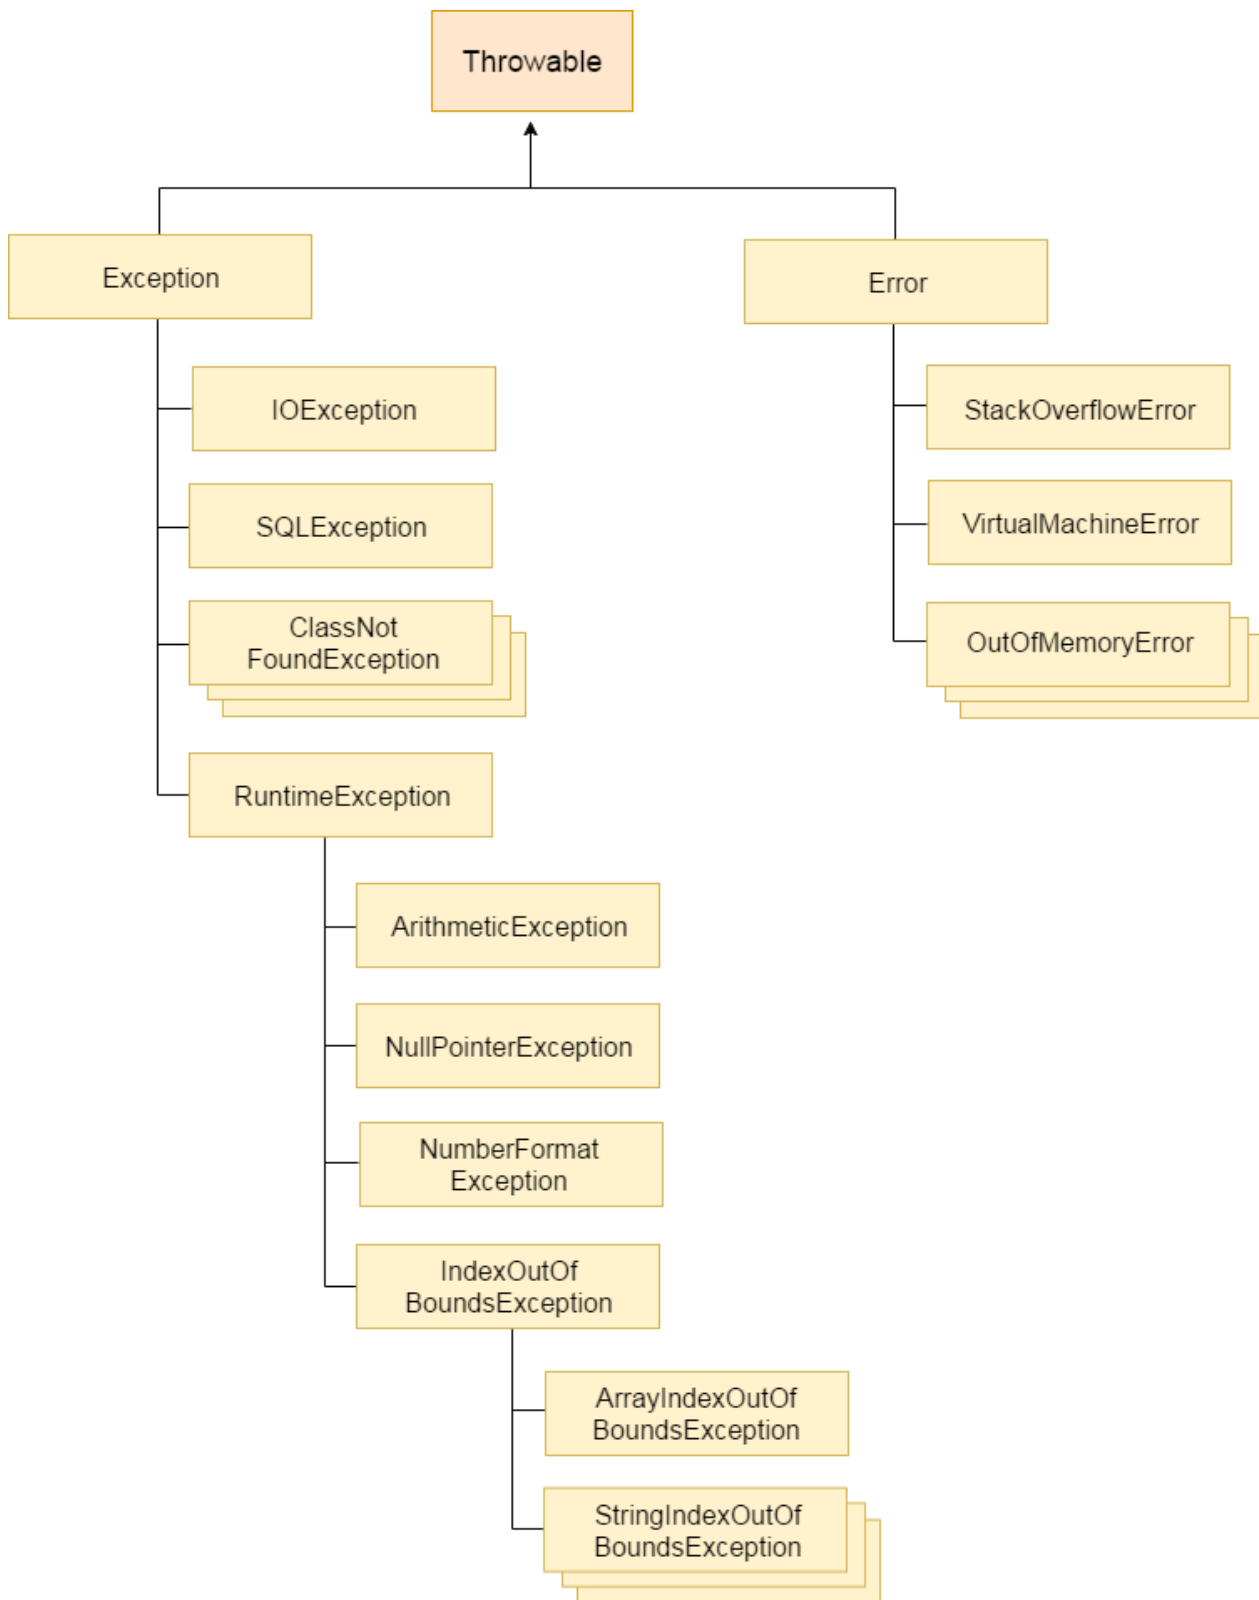 Throwable
Exception
Error
IOException
StackOverflowError
SQLException
VirtualMachineError
ClassNot
FoundException
OutOfMemoryError
RuntimeException
ArithmeticException
NullPointerException
NumberFormat
Exception
IndexOutOf
BoundsException
ArrayIndexOutOf
BoundsException
StringIndexOutOf
BoundsException